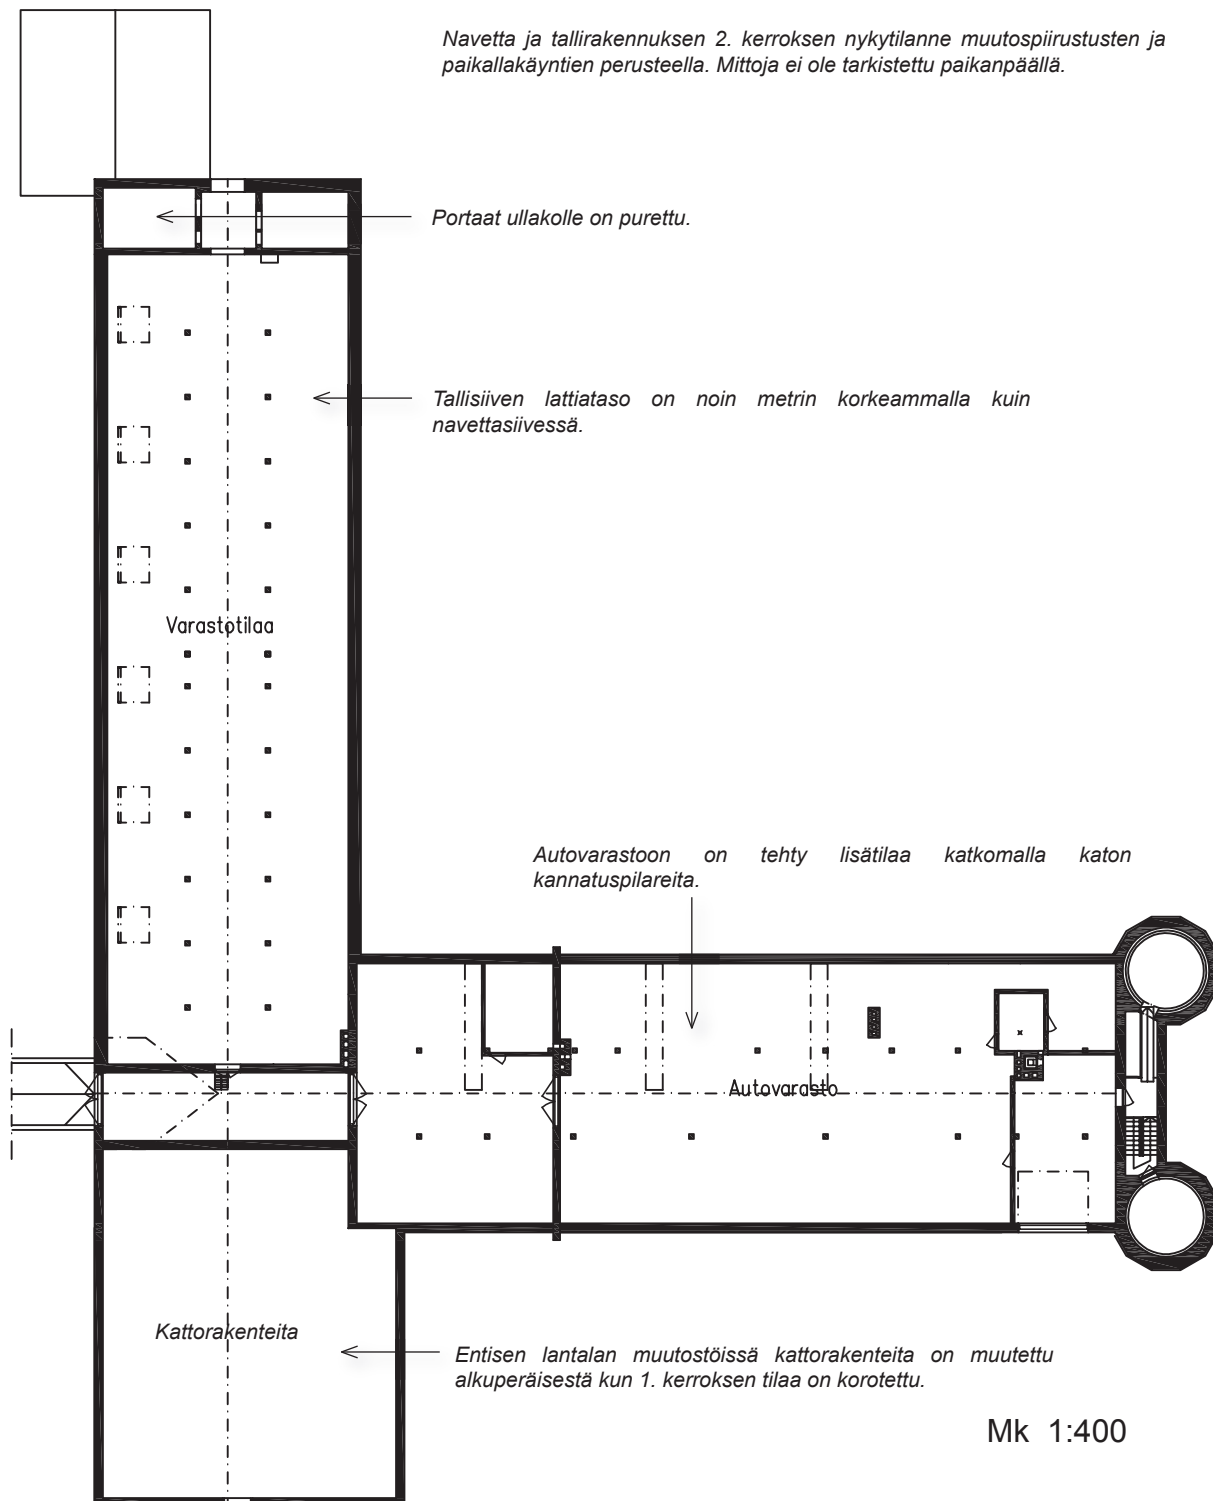 Navetta ja tallirakennuksen 2. kerroksen nykytilanne muutospiirustusten ja
paikallakäyntien perusteella. Mittoja ei ole tarkistettu paikanpäällä.
Portaat ullakolle on purettu.
Tallisiiven lattiataso on noin metrin korkeammalla kuin
navettasiivessä.
Varastotilaa
Autovarastoon on tehty lisätilaa katkomalla katon
kannatuspilareita.
Autovarasto
Kattorakenteita
Entisen lantalan muutostöissä kattorakenteita on muutettu
alkuperäisestä kun 1. kerroksen tilaa on korotettu.
Mk 1:400